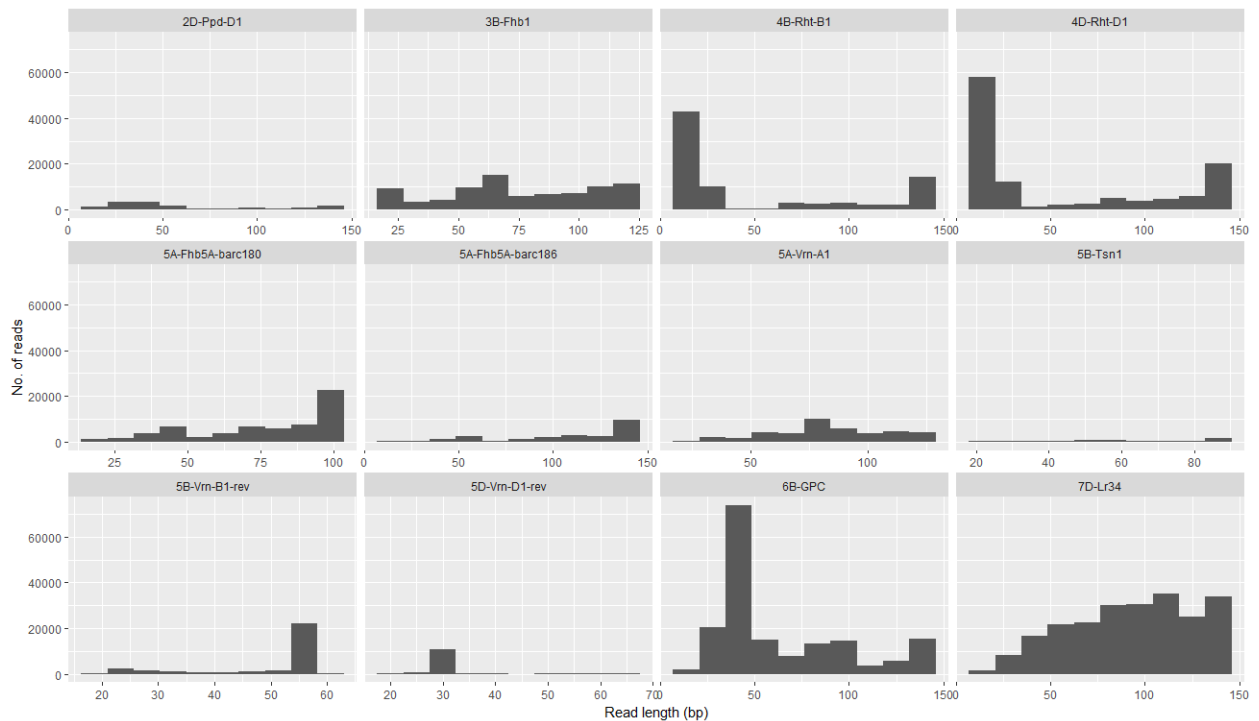 2D-Ppd-D1 3B-Fhb1 4B-Rht-B1 4D-Rht-D1
60000
40000
20000
0
0 50 100 150 25 50 75 100 125 50 100 150 50 100 150
5A-Fhb5A-barc180 5A-Fhb5A-barc186 5A-Vrn-A1 5B-Tsn1
60000
40000
20000
0
25 50 75 100 0 50 100 150 50 100 20 40 60 80
No. of reads
5B-Vrn-B1-rev 5D-Vrn-D1-rev 6B-GPC 7D-Lr34
60000
40000
20000
0
20 30 40 50 60 20 30 40 50 60 70 0 50 100 150 0 50 100 150
Read length (bp)